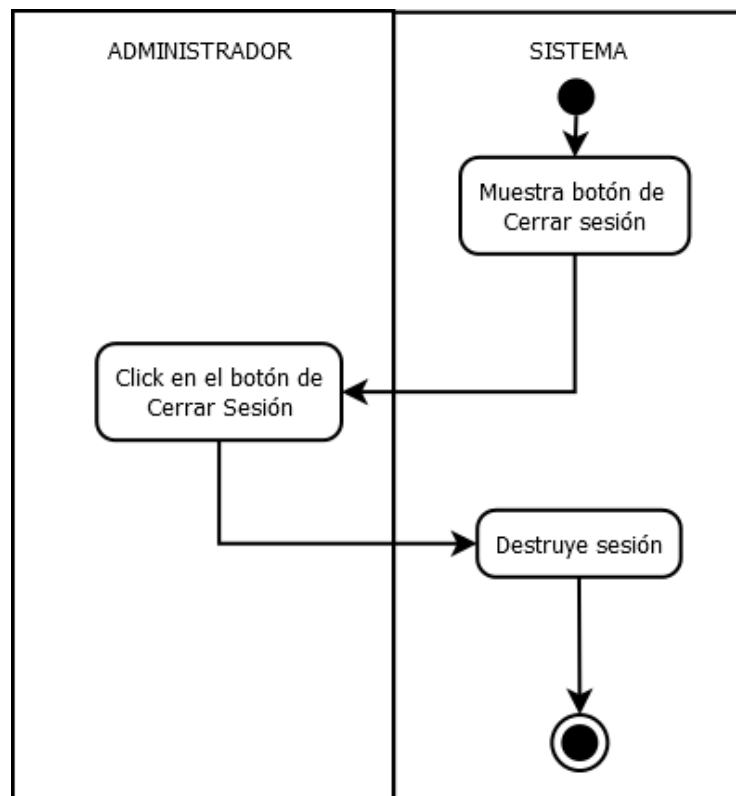 ADMINISTRADOR
SISTEMA
Muestra botón de
Cerrar sesión
Click en el botón de
Cerrar Sesión
Destruye sesión